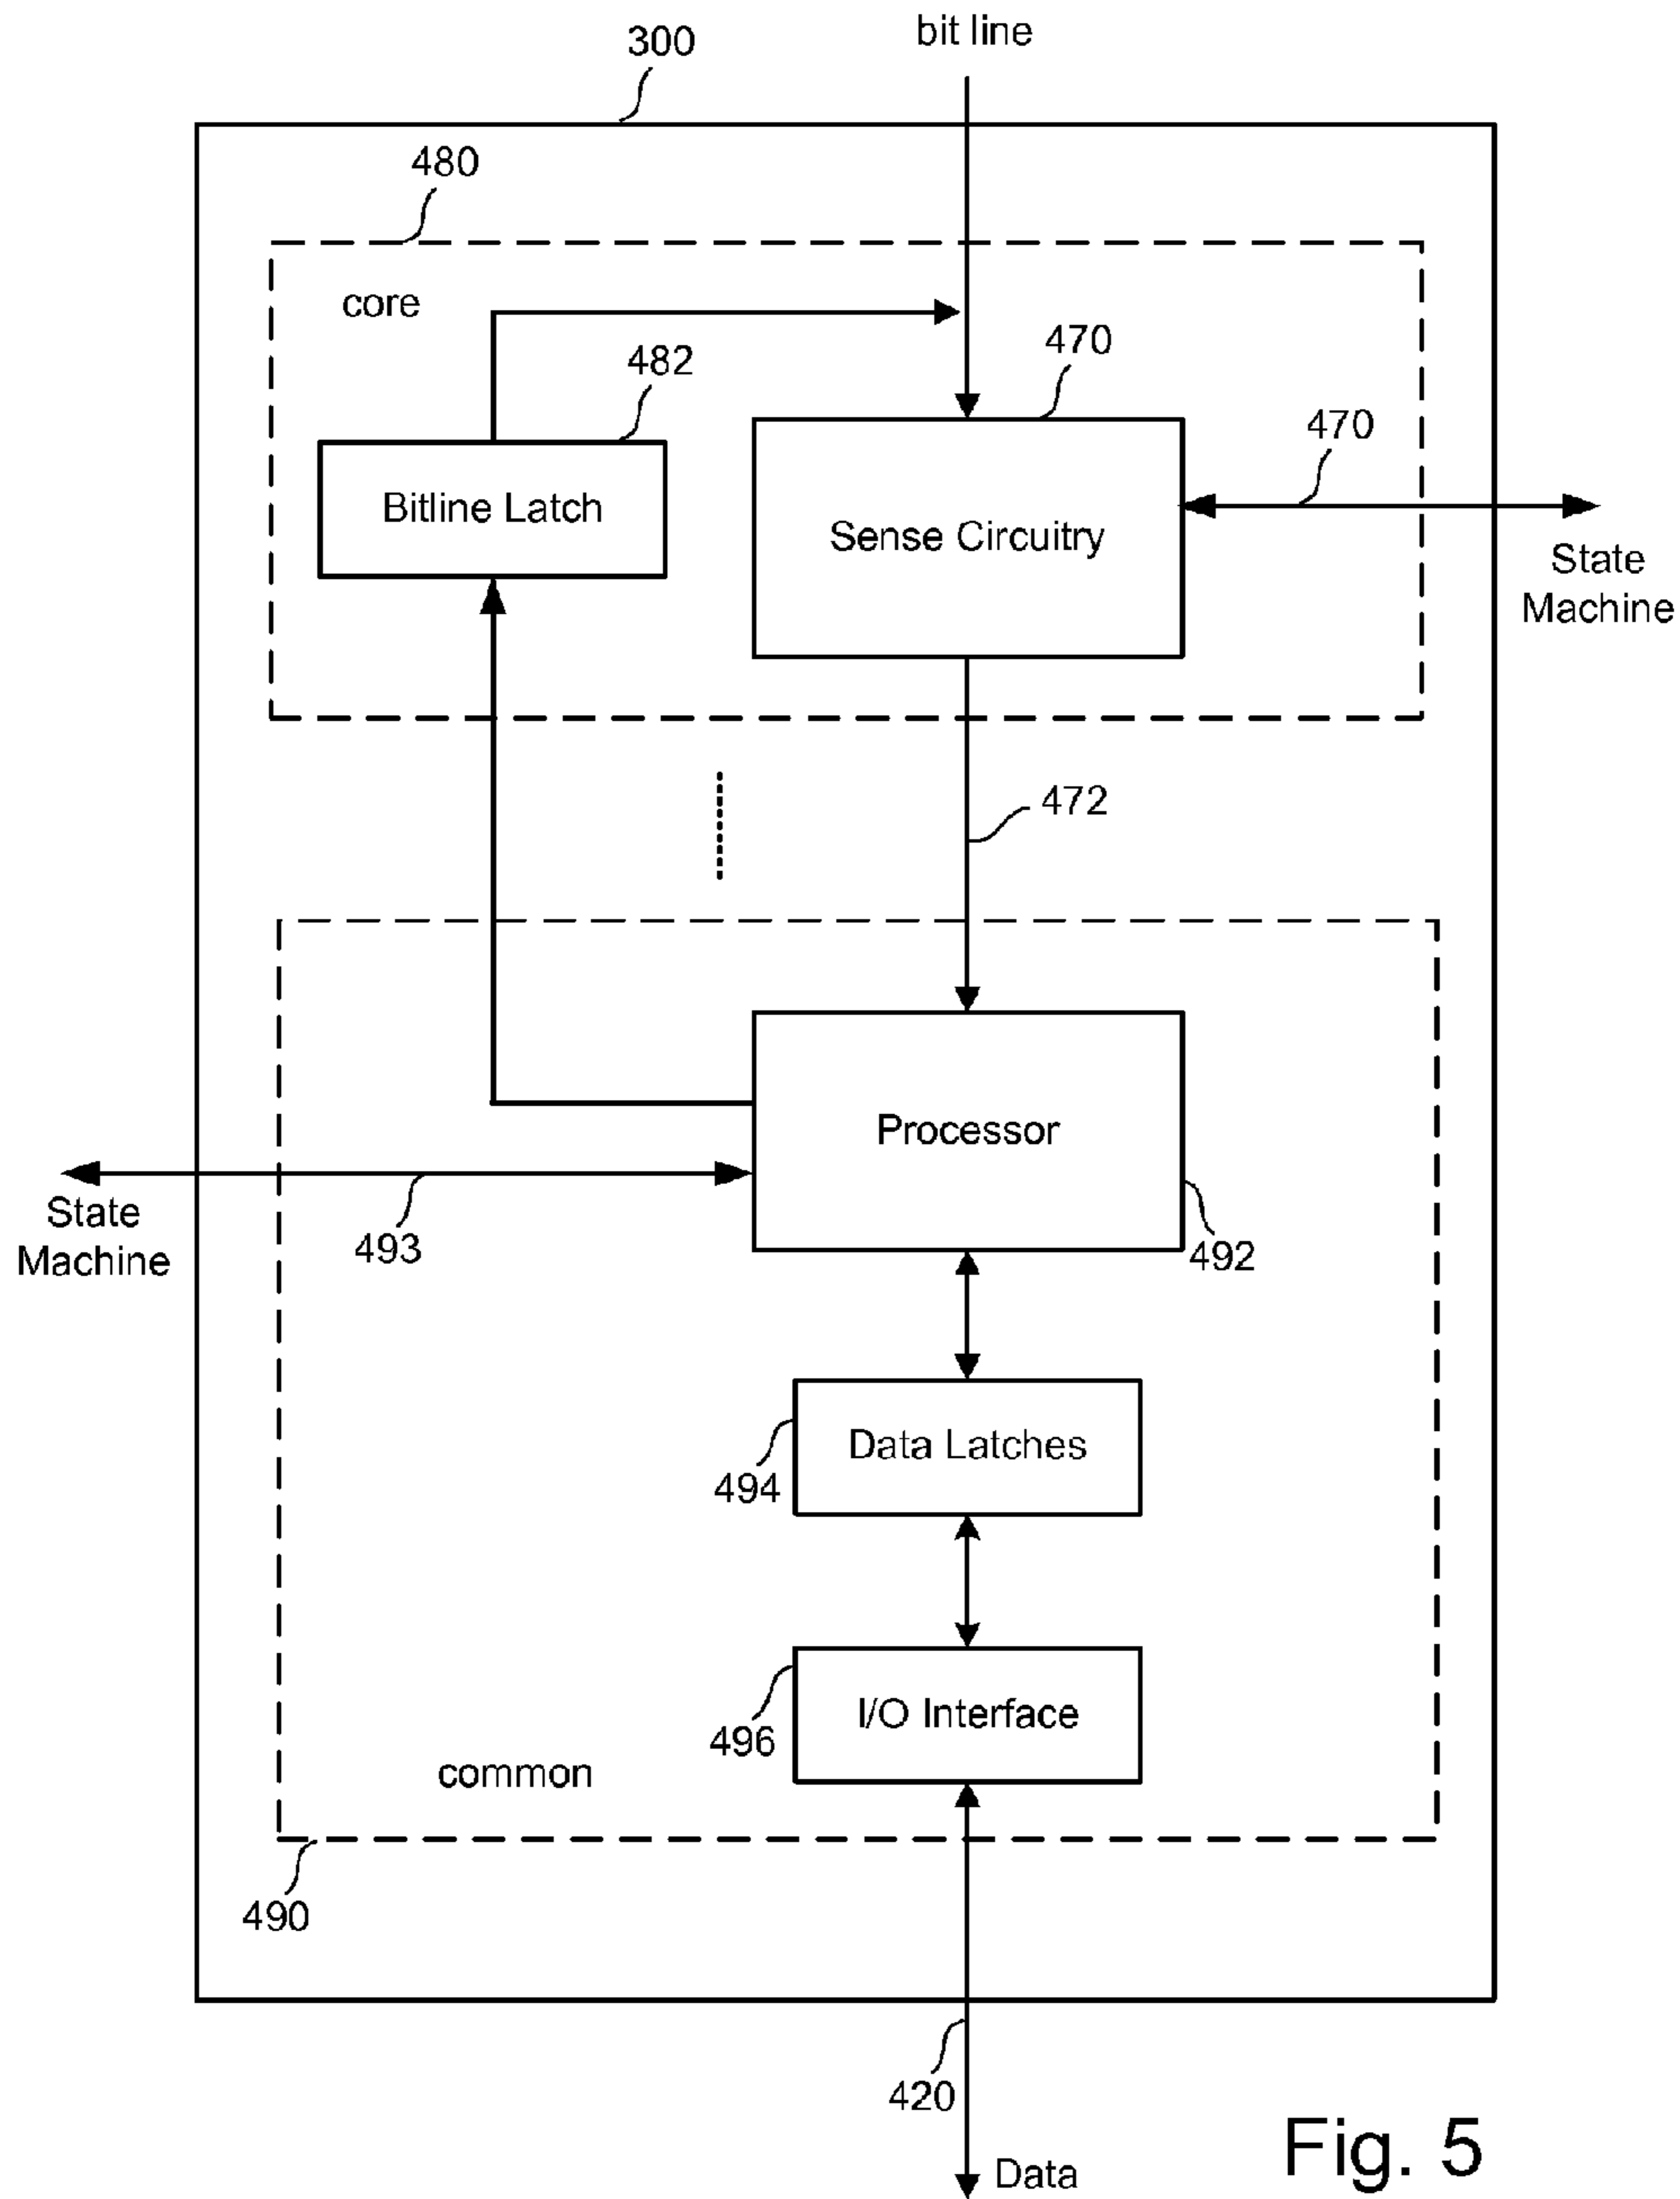 bit line
300
480
core
482
470
470
Bitline Latch
Sense Circuitry
State
Machine
472
Processor
State
Machine
493
492
Data Latches
494
I/O Interface
496
common
490
420
Data
Fig. 5